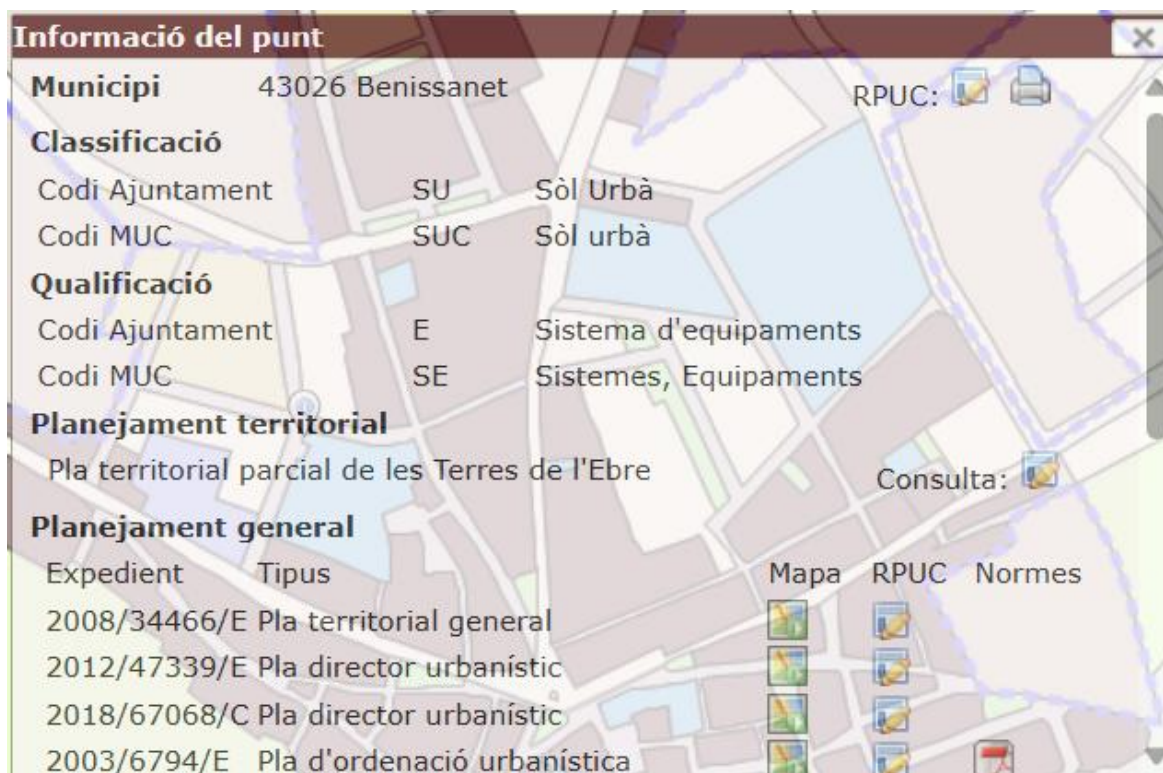 Informació del punt
Municipi 43026 Benissanet RPUC:
Classificació
Codi Ajuntament SU Sòl Urbà
Codi MUC SUC Sòl urbà
Qualificació
Codi Ajuntament E Sistema d'equipaments
Codi MUC SE Sistemes, Equipaments
Planejament territorial
Pla territorial parcial de les Terres de l'Ebre Consulta:
Planejament general
Expedient Tipus Mapa RPUC Normes
2008/34466/E Pla territorial general
2012/47339/E Pla director urbanístic
2018/67068/C Pla director urbanístic
2003/6794/E Pla d'ordenació urbanística